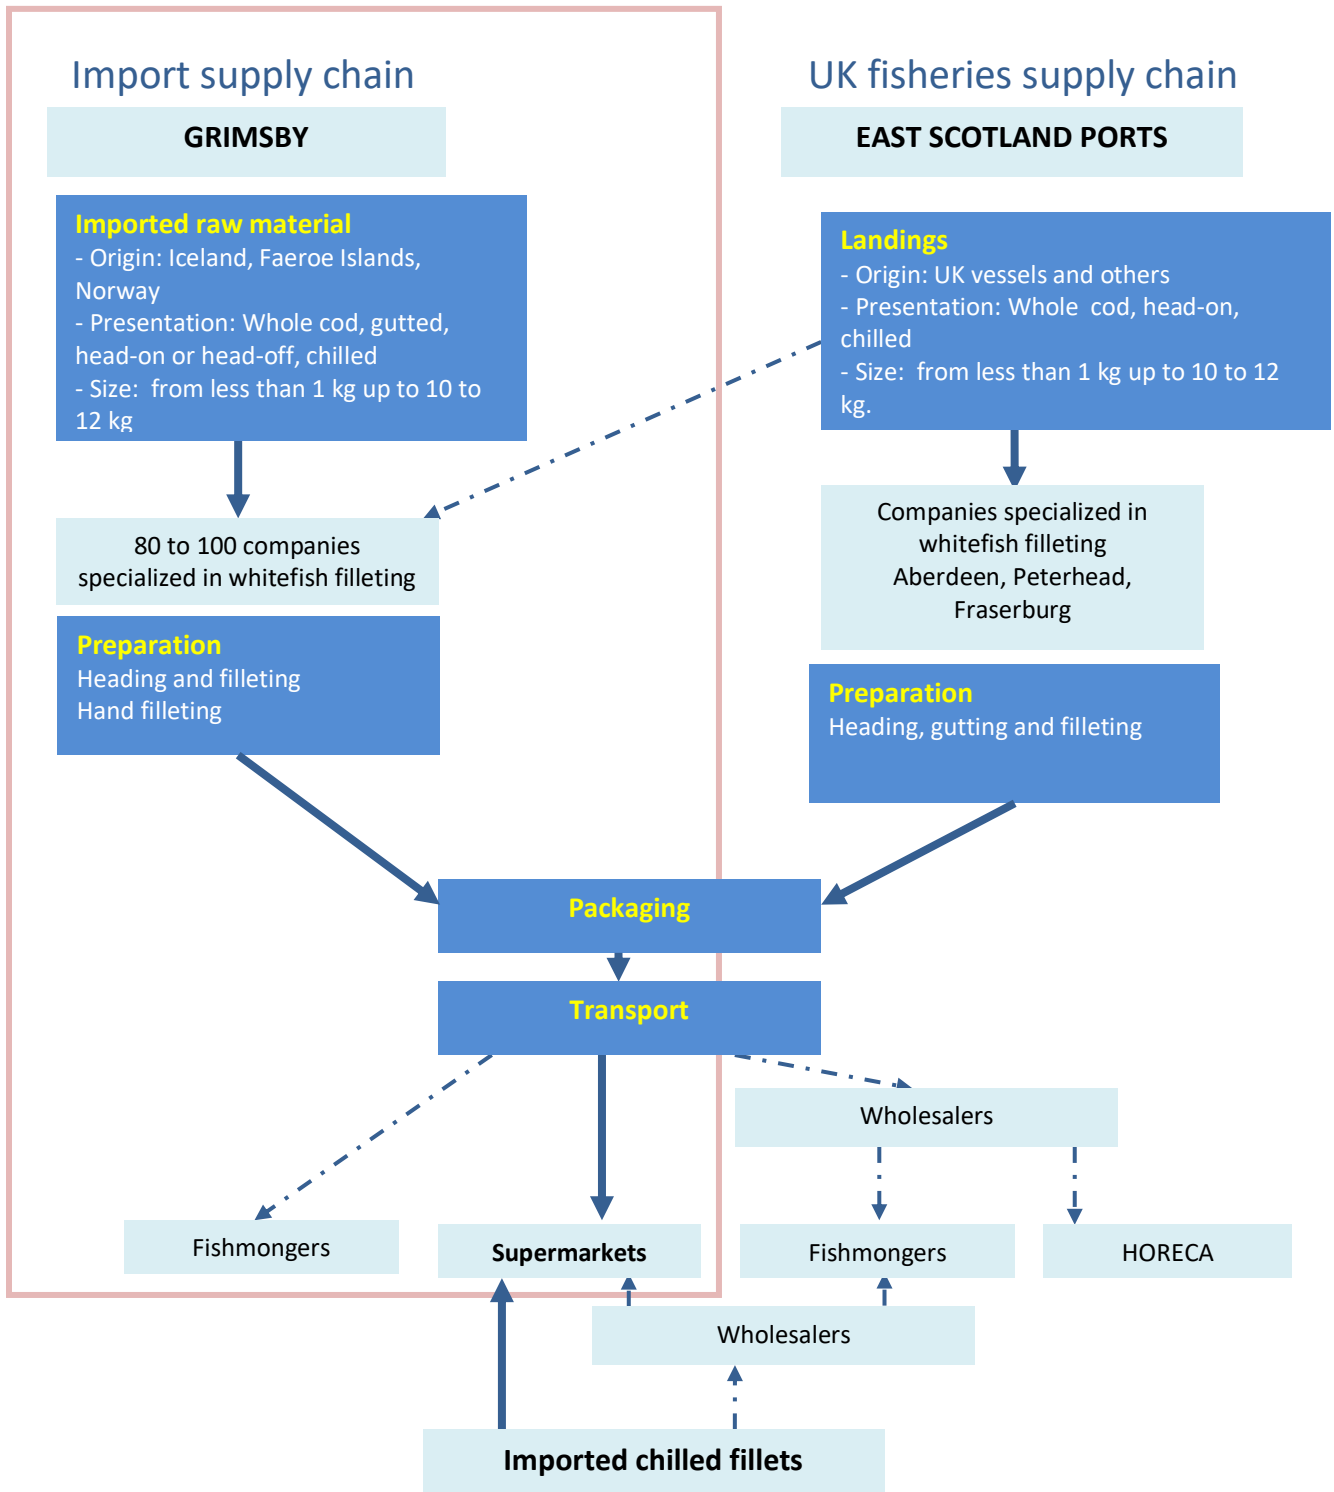 Import supply chain
GRIMSBY
Imported raw material
- Origin: Iceland, Faeroe Islands,
Norway
- Presentation: Whole cod, gutted,
head-on or head-off, chilled
- Size:  from less than 1 kg up to 10 to
12 kg
80 to 100 companies
specialized in whitefish filleting
Preparation
Heading and filleting
Hand filleting
UK fisheries supply chain
EAST SCOTLAND PORTS
Landings
- Origin: UK vessels and others
- Presentation: Whole  cod, head-on,
chilled
- Size:  from less than 1 kg up to 10 to 12
kg.
Companies specialized in
whitefish filleting
Aberdeen, Peterhead,
Fraserburg
Preparation
Heading, gutting and filleting
Packaging
Transport
Wholesalers
Fishmongers
Supermarkets
Fishmongers
HORECA
Wholesalers
Imported chilled fillets